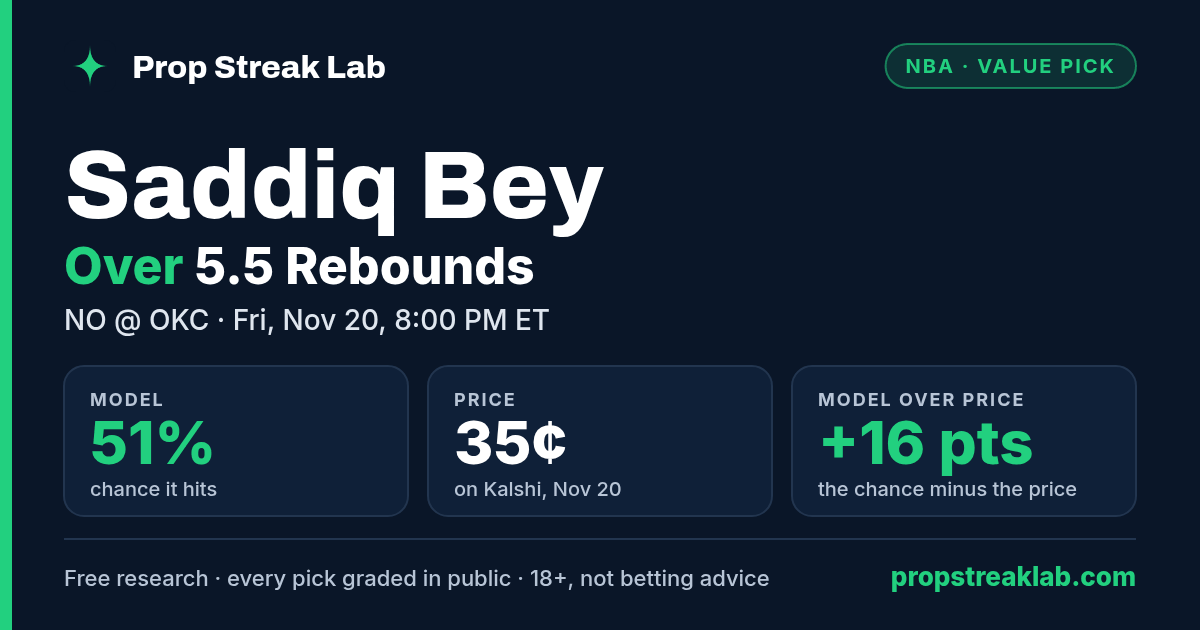 Prop Streak Lab
NBA · VALUE PICK
Saddiq Bey
Over 5.5 Rebounds
NO @ OKC · Fri, Nov 20, 8:00 PM ET
MODEL
51%
chance it hits
PRICE
35¢
on Kalshi, Nov 20
MODEL OVER PRICE
+16 pts
the chance minus the price
Free research · every pick graded in public · 18+, not betting advice
propstreaklab.com